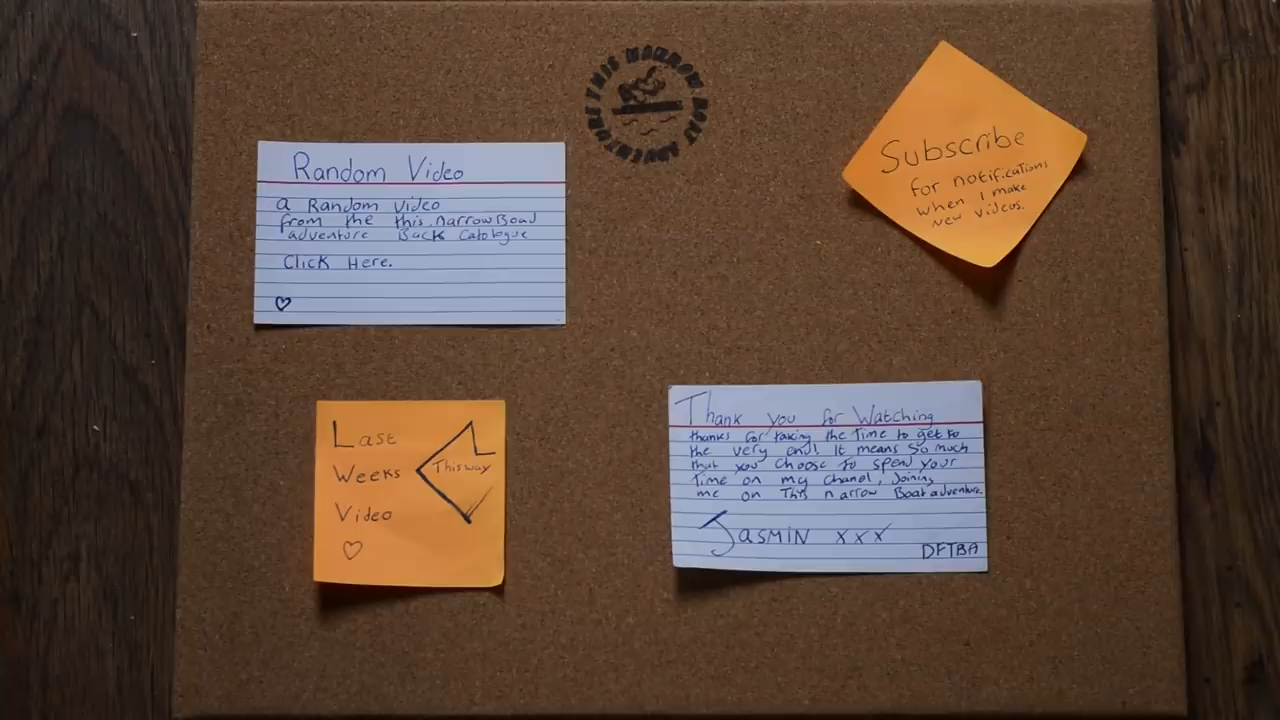 THIS NARROW.BOAT ADVENTURE
Random Video
a Random Video
from the this.narrowBoad
adventure Back Catologue
Click Here.
♡
Subscribe
for notifications
when I make
new videos.
Last
Weeks
Video
♡
This way
Thank you for Watching
thanks for taking the Time to get to
the very end! It means so much
that you choose to spend your
Time on my chanel, Joining
me on This narrow Boat adventure.
Jasmin xxx
DFTBA